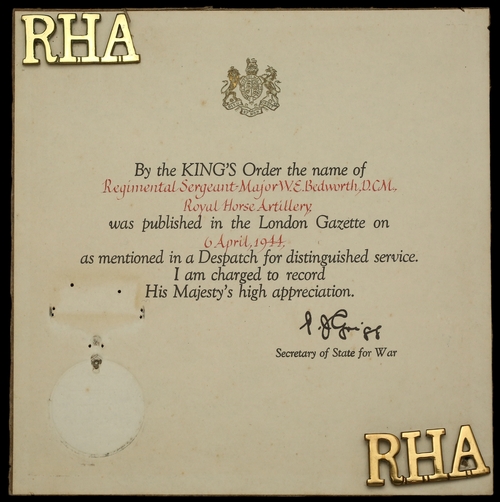 RHA
By the KING'S Order the name of
Regimental Sergeant-Major W.E. Bedworth, D.C.M.,
Royal Horse Artillery,
was published in the London Gazette on
6 April, 1944,
as mentioned in a Despatch for distinguished service.
I am charged to record
His Majesty's high appreciation.
P J Grigg
Secretary of State for War
RHA